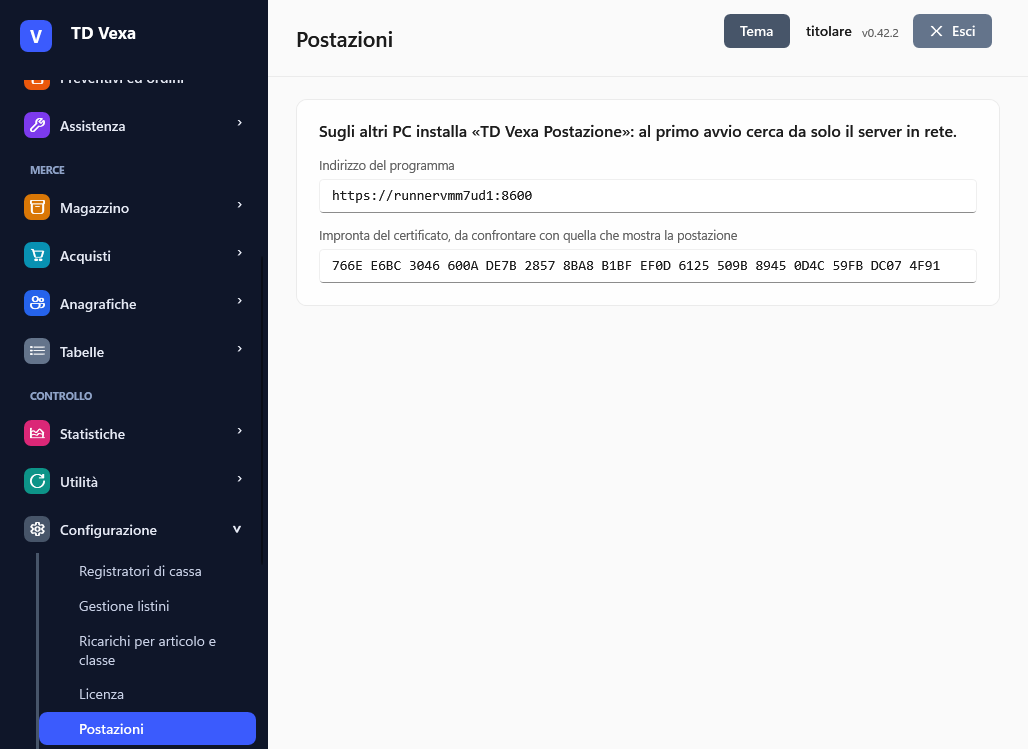 V
TD Vexa
Preventivi ed ordini
Assistenza
MERCE
Magazzino
Acquisti
Anagrafiche
Tabelle
CONTROLLO
Statistiche
Utilità
Configurazione
Registratori di cassa
Gestione listini
Ricarichi per articolo e
classe
Licenza
Postazioni
Postazioni
Tema
titolare
v0.42.2
Esci
Sugli altri PC installa «TD Vexa Postazione»: al primo avvio cerca da solo il server in rete.
Indirizzo del programma
https://runnervmm7ud1:8600
Impronta del certificato, da confrontare con quella che mostra la postazione
766E E6BC 3046 600A DE7B 2857 8BA8 B1BF EF0D 6125 509B 8945 0D4C 59FB DC07 4F91